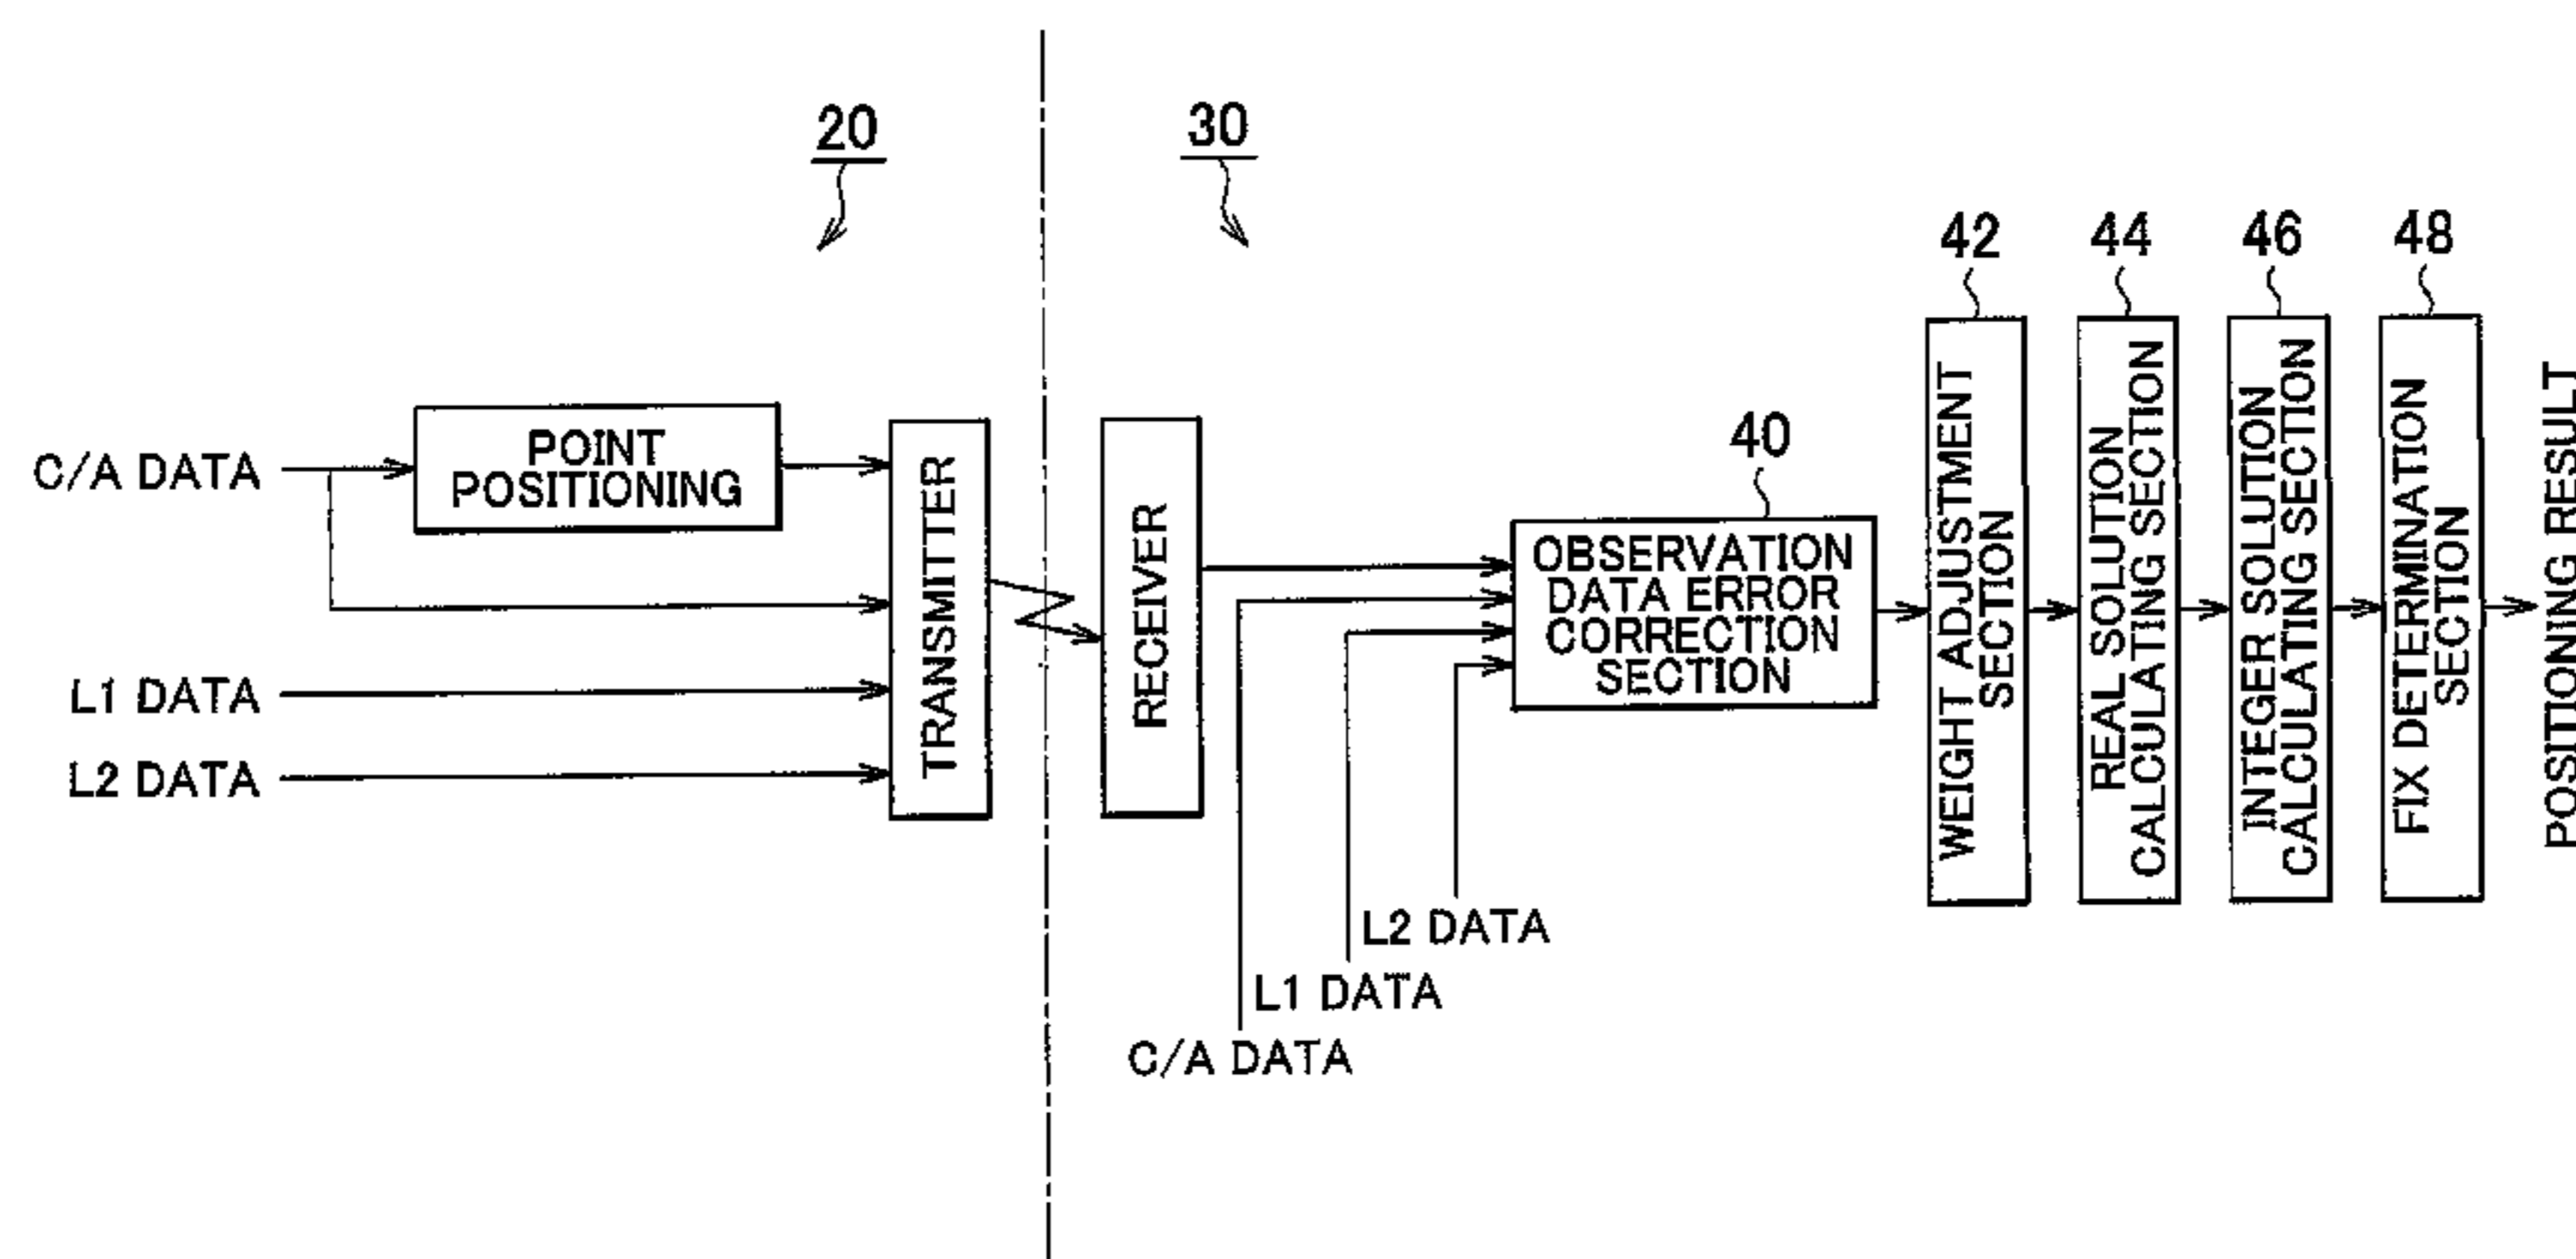 20
30
42
44
46
48
C/A DATA
POINT
POSITIONING
TRANSMITTER
L1 DATA
L2 DATA
RECEIVER
40
OBSERVATION
DATA ERROR
CORRECTION
SECTION
L2 DATA
L1 DATA
C/A DATA
WEIGHT ADJUSTMENT
SECTION
REAL SOLUTION
CALCULATING SECTION
INTEGER SOLUTION
CALCULATING SECTION
FIX DETERMINATION
SECTION
POSITIONING RESULT